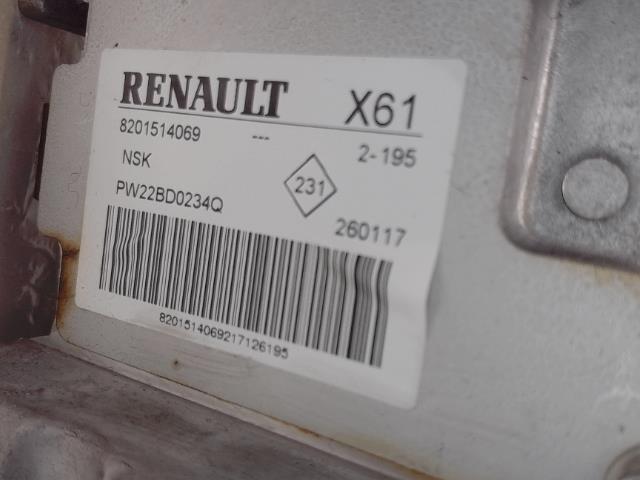 RENAULT X61
8201514069 --- 2-195
NSK
231
PW22BD0234Q
260117
8201514069217126195